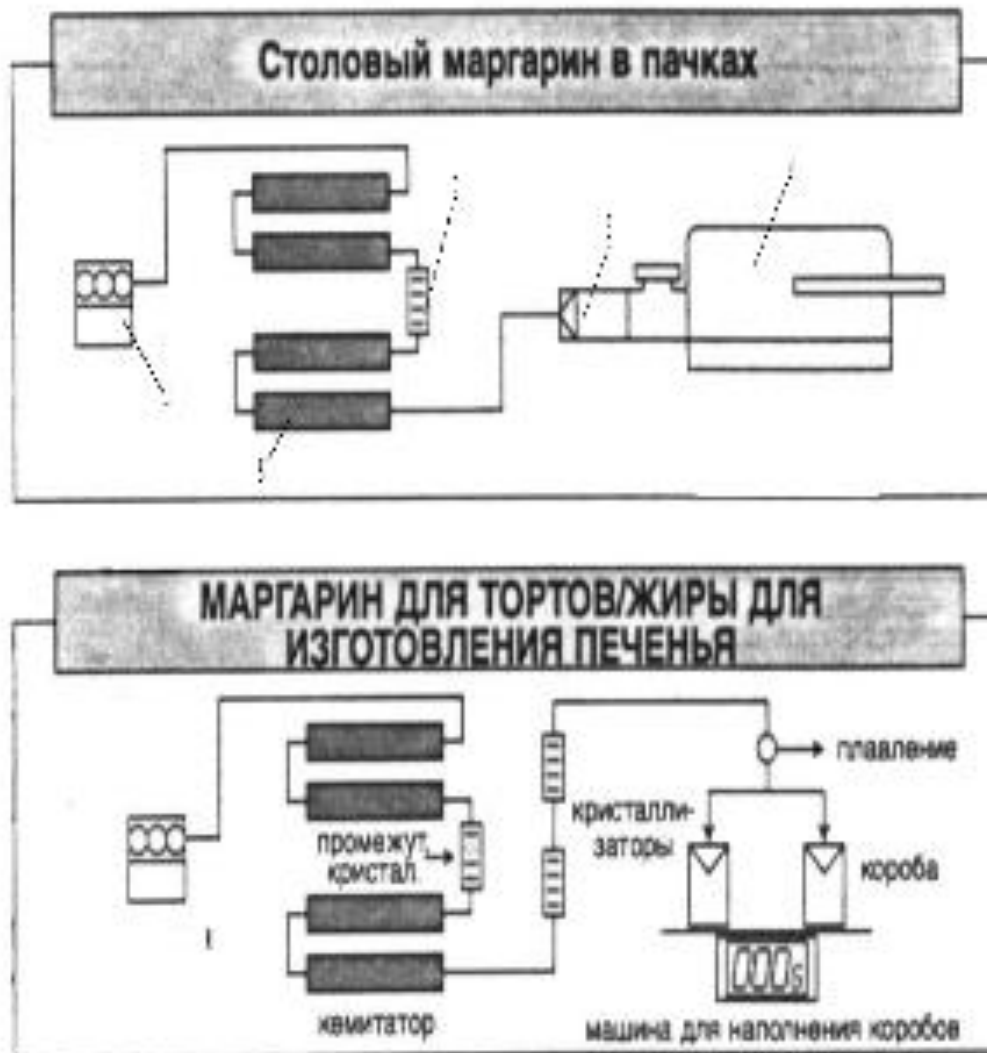 Столовый маргарин в пачках
МАРГАРИН ДЛЯ ТОРТОВ/ЖИРЫ ДЛЯ
ИЗГОТОВЛЕНИЯ ПЕЧЕНЬЯ
плавление
кристалли-
заторы
промежут.
кристал.
короба
кемитатор
машина для наполнения коробов